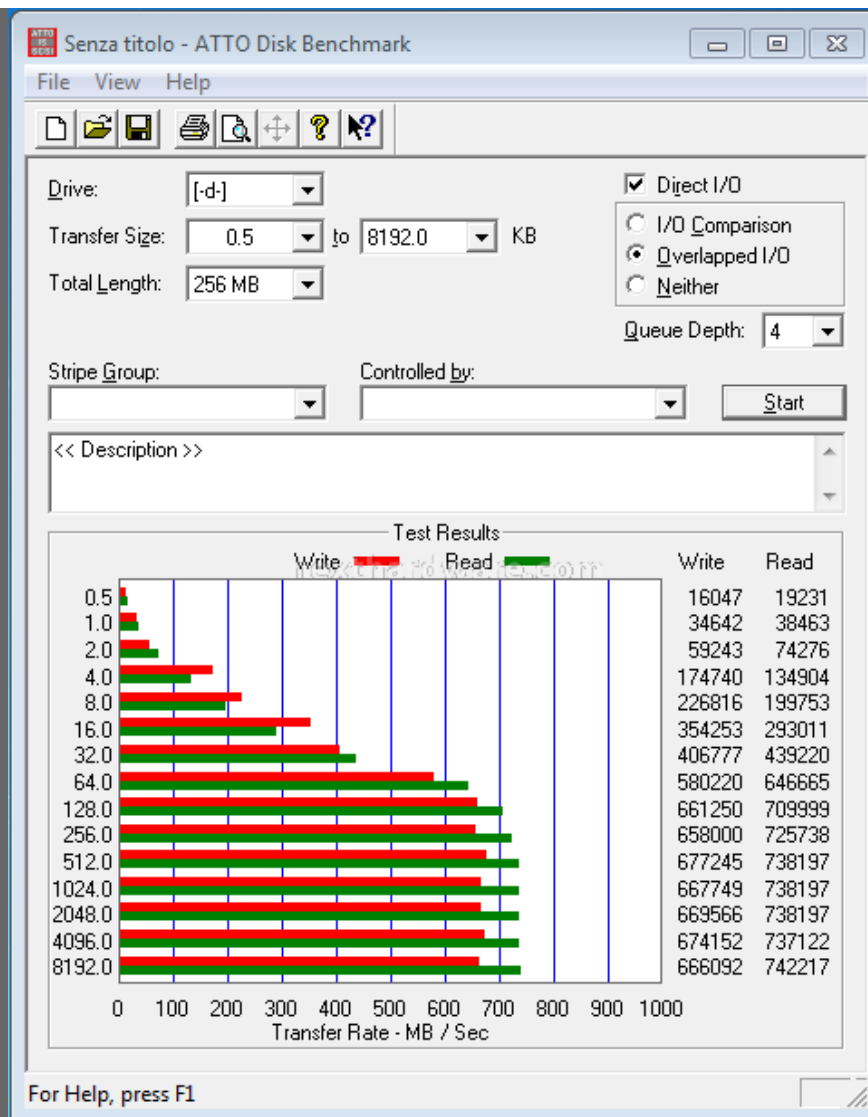 ATTO
Senza titolo - ATTO Disk Benchmark
File View Help
Drive: [-d-] Direct I/O
I/O Comparison
Transfer Size: 0.5 to 8192.0 KB
Overlapped I/O
Total Length: 256 MB Neither
Queue Depth: 4
Stripe Group: Controlled by:
Start
<< Description >>
Test Results
Write Read Write Read
nexthardware.com
0.5 16047 19231
1.0 34642 38463
2.0 59243 74276
4.0 174740 134904
8.0 226816 199753
16.0 354253 293011
32.0 406777 439220
64.0 580220 646665
128.0 661250 709999
256.0 658000 725738
512.0 677245 738197
1024.0 667749 738197
2048.0 669566 738197
4096.0 674152 737122
8192.0 666092 742217
0 100 200 300 400 500 600 700 800 900 1000
Transfer Rate - MB / Sec
For Help, press F1